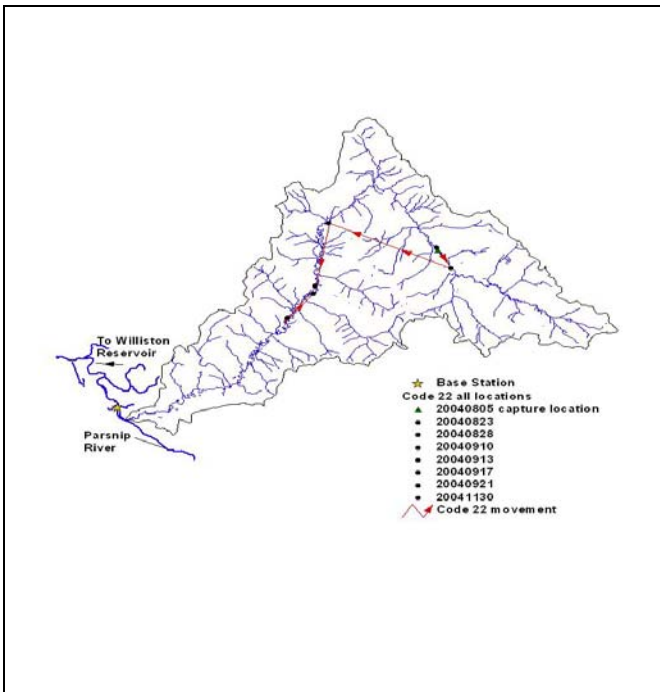 To Williston
Reservoir
Parsnip
River
Base Station
Code 22 all locations
20040805 capture location
20040823
20040828
20040910
20040913
20040917
20040921
20041130
Code 22 movement